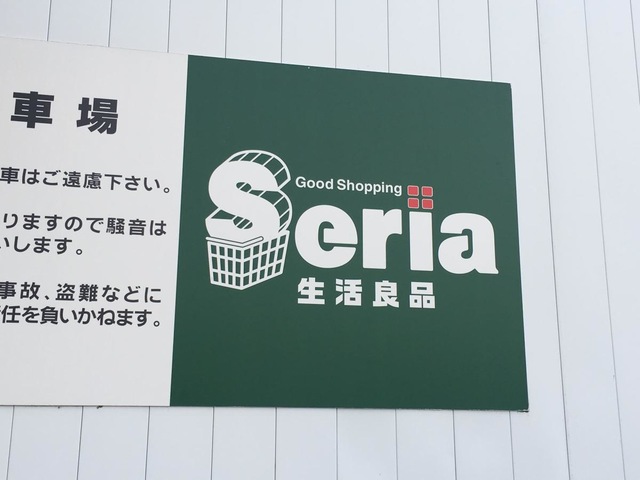 車場
車はご遠慮下さい。
りますので騒音は
いします。
事故、盗難などに
任を負いかねます。
Good Shopping
Seria
生活良品